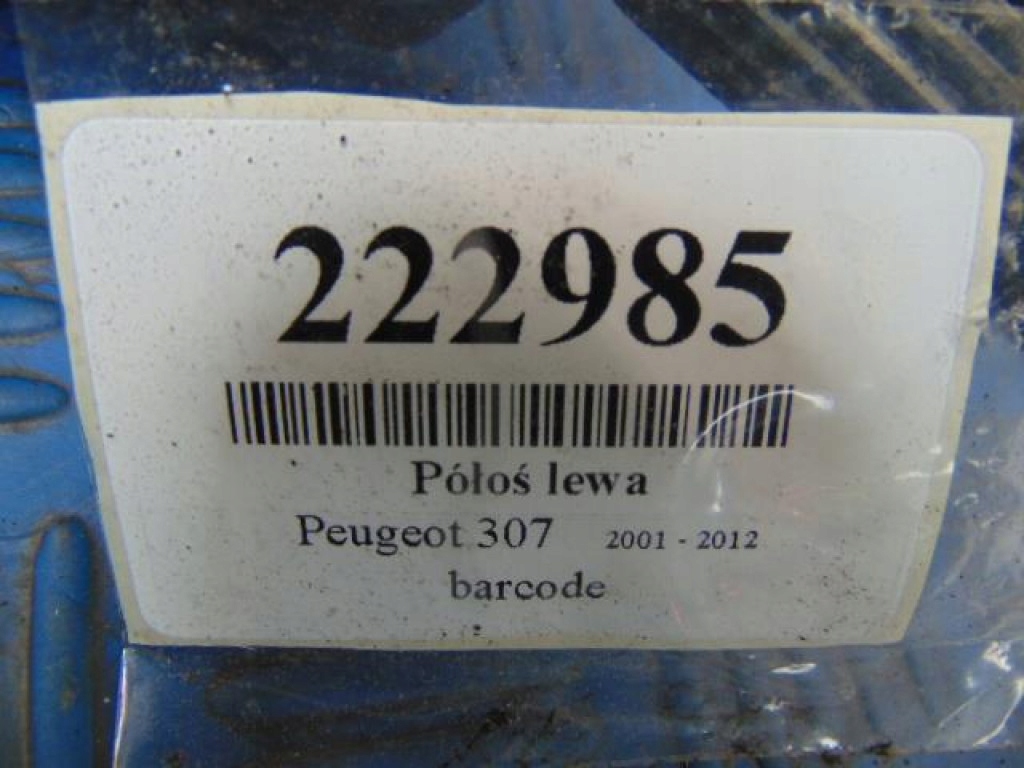 222985
Półoś lewa
Peugeot 307 2001 - 2012
barcode